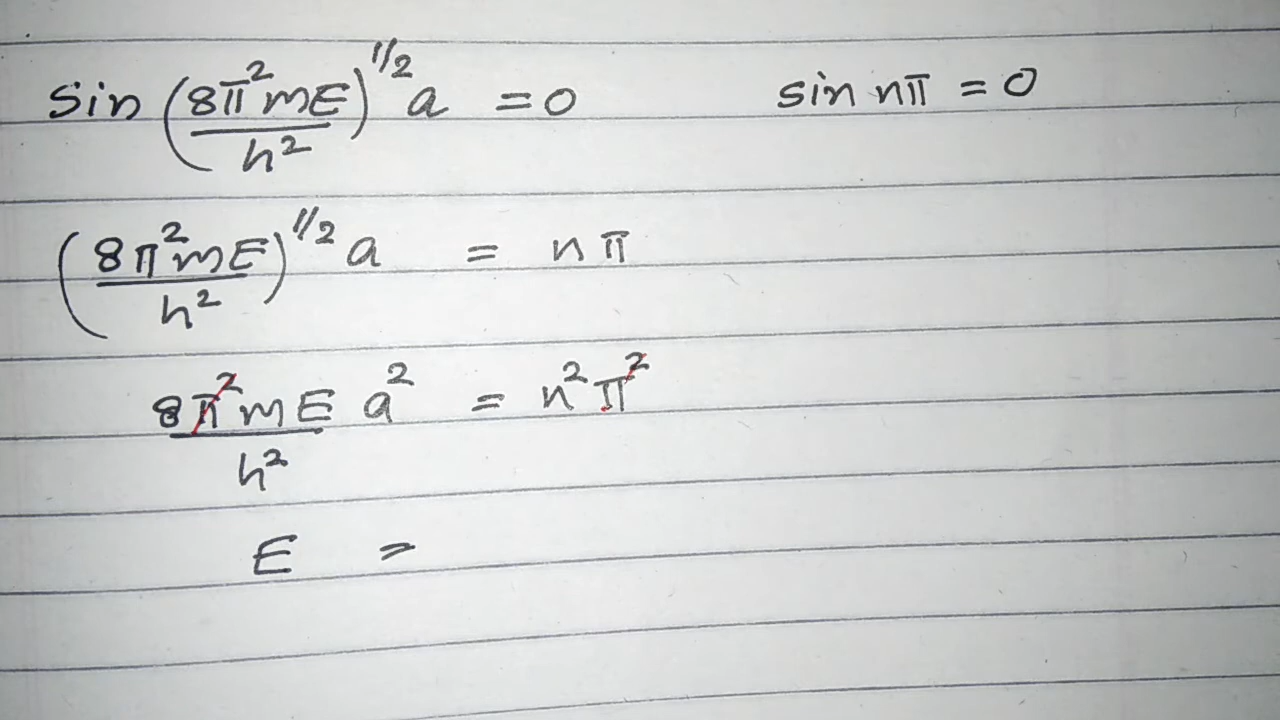 Sin (8π²mE/h²)^1/2 a = 0 sin nπ = 0
(8π²mE/h²)^1/2 a = nπ
8π²mE/h² a² = n²π²
E =